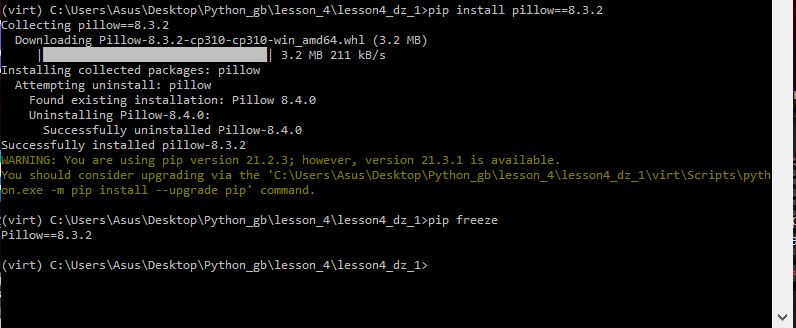 (virt) C:\Users\Asus\Desktop\Python_gb\lesson_4\lesson4_dz_1>pip install pillow==8.3.2
Collecting pillow==8.3.2
  Downloading Pillow-8.3.2-cp310-cp310-win_amd64.whl (3.2 MB)
     |████████████████████████████████| 3.2 MB 211 kB/s
Installing collected packages: pillow
  Attempting uninstall: pillow
    Found existing installation: Pillow 8.4.0
    Uninstalling Pillow-8.4.0:
      Successfully uninstalled Pillow-8.4.0
Successfully installed pillow-8.3.2
WARNING: You are using pip version 21.2.3; however, version 21.3.1 is available.
You should consider upgrading via the 'C:\Users\Asus\Desktop\Python_gb\lesson_4\lesson4_dz_1\virt\Scripts\pyth
on.exe -m pip install --upgrade pip' command.
(virt) C:\Users\Asus\Desktop\Python_gb\lesson_4\lesson4_dz_1>pip freeze
Pillow==8.3.2
(virt) C:\Users\Asus\Desktop\Python_gb\lesson_4\lesson4_dz_1>